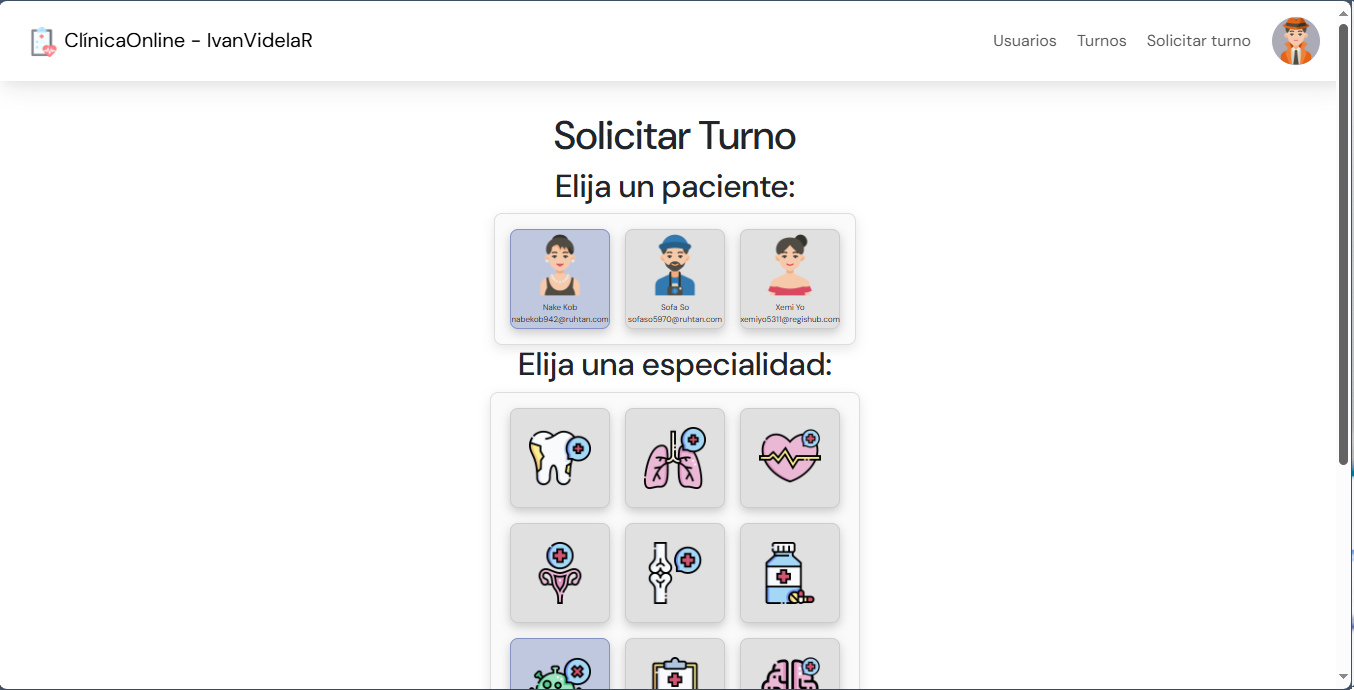 ClínicaOnline - IvanVidelaR
Usuarios
Turnos
Solicitar turno
Solicitar Turno
Elija un paciente:
Nake Kob
nabekob942@ruhtan.com
Sofa So
sofaso5970@ruhtan.com
Xemi Yo
xemiyo5311@regishub.com
Elija una especialidad: